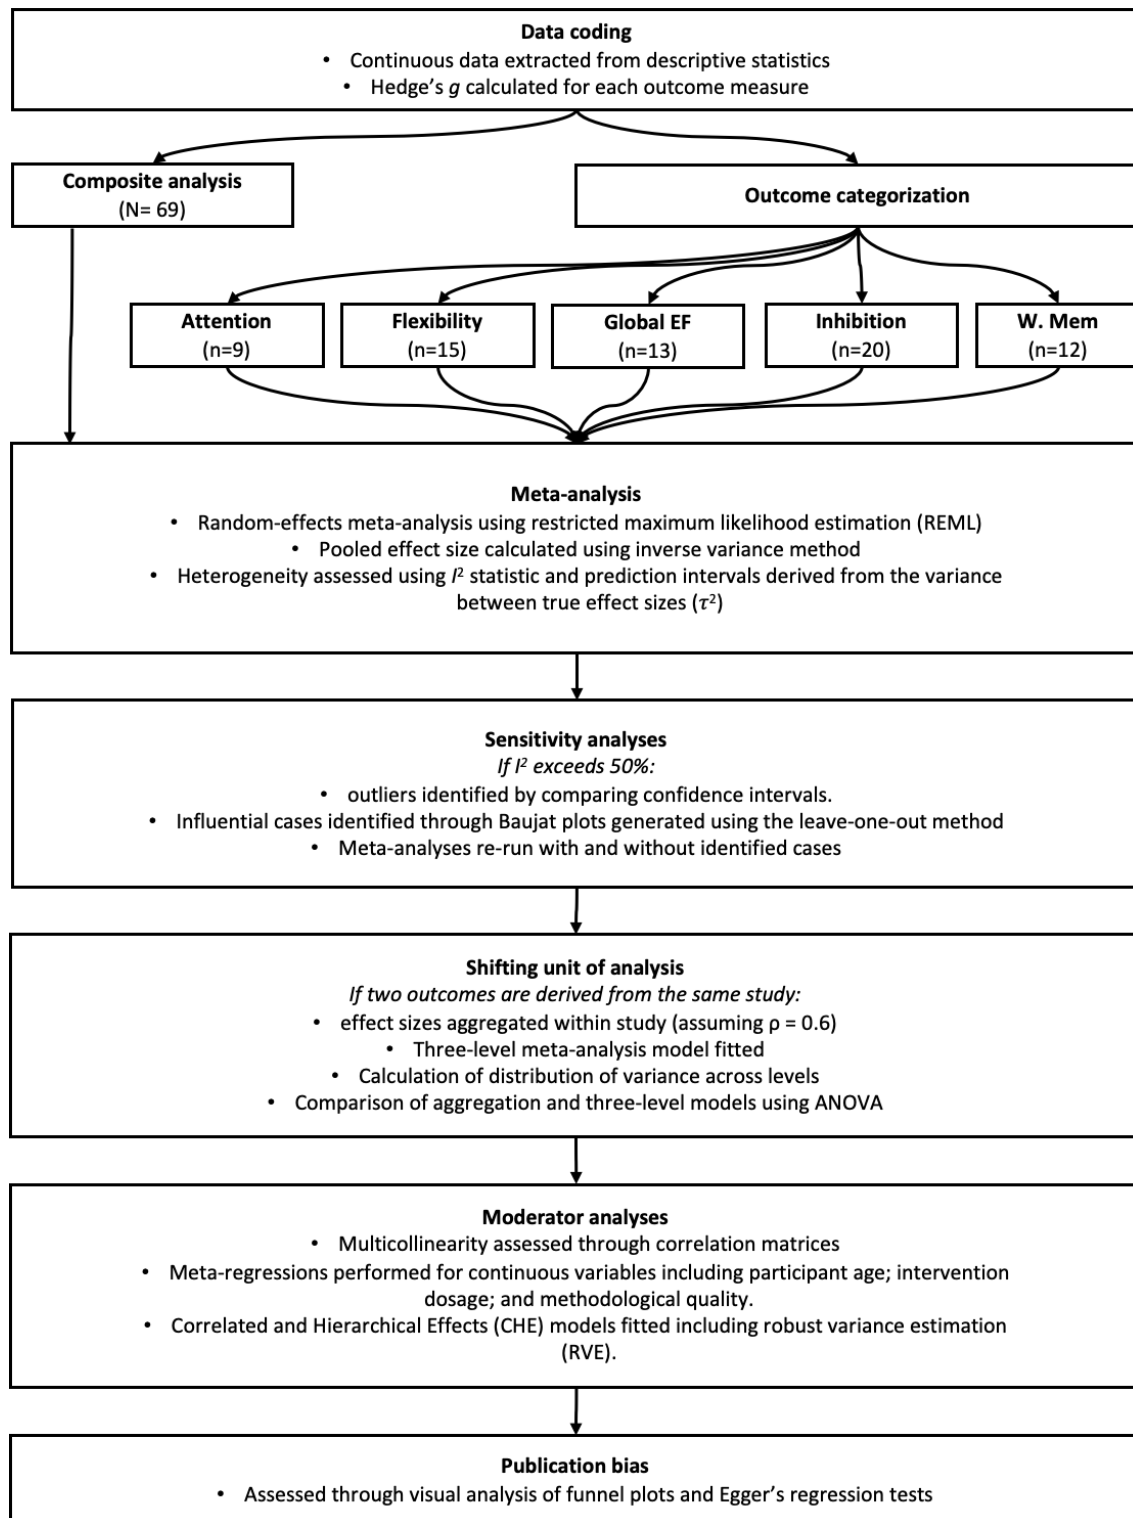 Data coding
• Continuous data extracted from descriptive statistics
• Hedge’s g calculated for each outcome measure
Composite analysis
(N= 69)
Outcome categorization
Attention
(n=9)
Flexibility
(n=15)
Global EF
(n=13)
Inhibition
(n=20)
W. Mem
(n=12)
Meta-analysis
• Random-effects meta-analysis using restricted maximum likelihood estimation (REML)
• Pooled effect size calculated using inverse variance method
• Heterogeneity assessed using I² statistic and prediction intervals derived from the variance
between true effect sizes (τ²)
Sensitivity analyses
If I² exceeds 50%:
• outliers identified by comparing confidence intervals.
• Influential cases identified through Baujat plots generated using the leave-one-out method
• Meta-analyses re-run with and without identified cases
Shifting unit of analysis
If two outcomes are derived from the same study:
• effect sizes aggregated within study (assuming ρ = 0.6)
• Three-level meta-analysis model fitted
• Calculation of distribution of variance across levels
• Comparison of aggregation and three-level models using ANOVA
Moderator analyses
• Multicollinearity assessed through correlation matrices
• Meta-regressions performed for continuous variables including participant age; intervention
dosage; and methodological quality.
• Correlated and Hierarchical Effects (CHE) models fitted including robust variance estimation
(RVE).
Publication bias
• Assessed through visual analysis of funnel plots and Egger’s regression tests